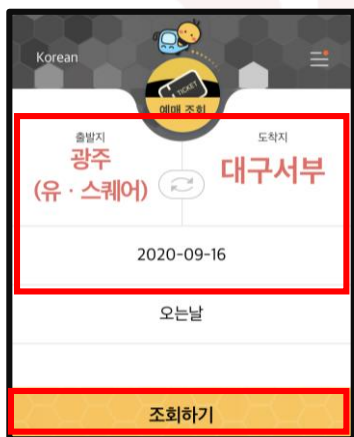 Korean
TICKET
예매 조회
출발지
도착지
광주
(유 · 스퀘어)
대구서부
2020-09-16
오는날
조회하기